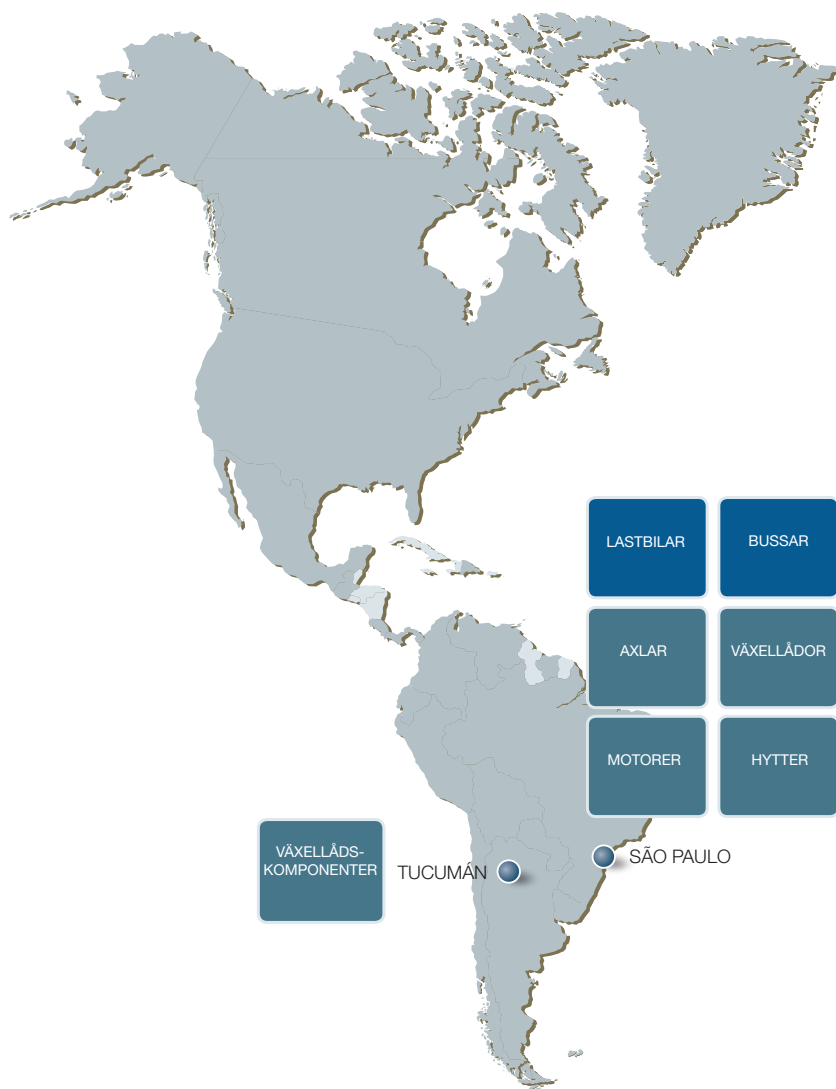 LASTBILAR
BUSSAR
AXLAR
VÄXELLÅDOR
MOTORER
HYTTER
VÄXELLÅDS-
KOMPONENTER
TUCUMÁN
SÃO PAULO